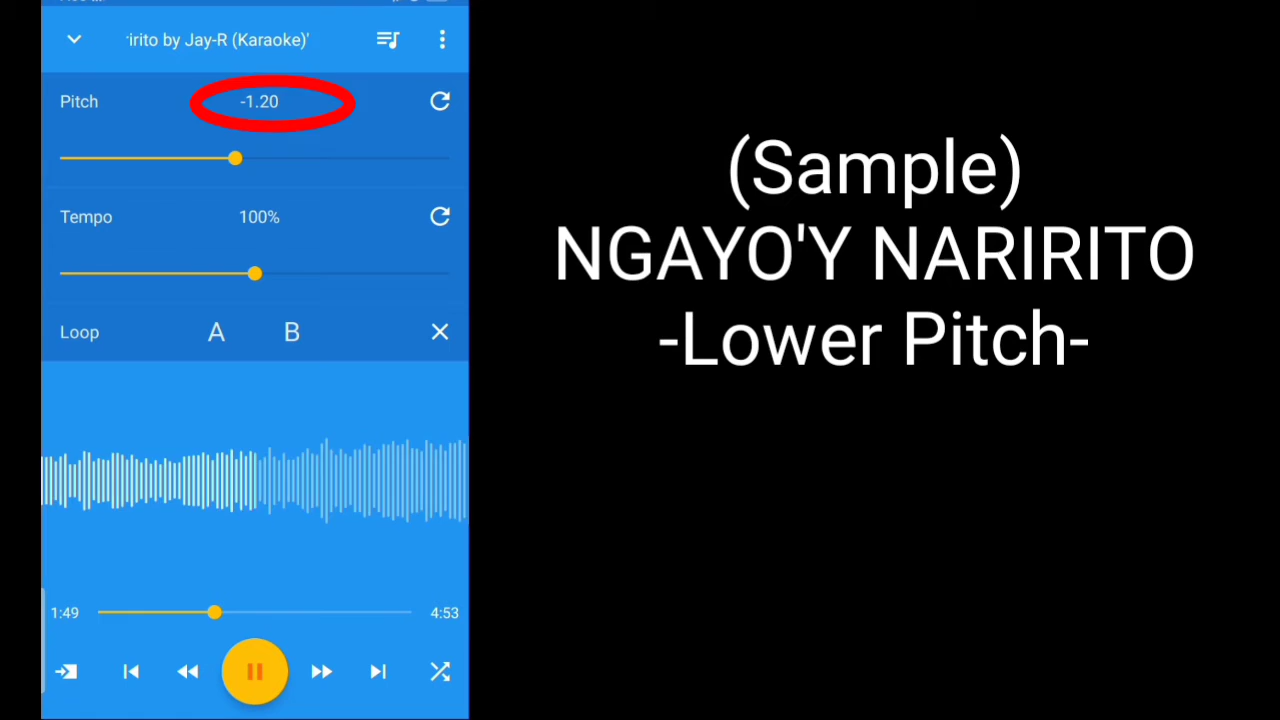 irito by Jay-R (Karaoke)'
Pitch -1.20
Tempo 100%
Loop A B
1:49 4:53
(Sample)
NGAYO'Y NARIRITO
-Lower Pitch-